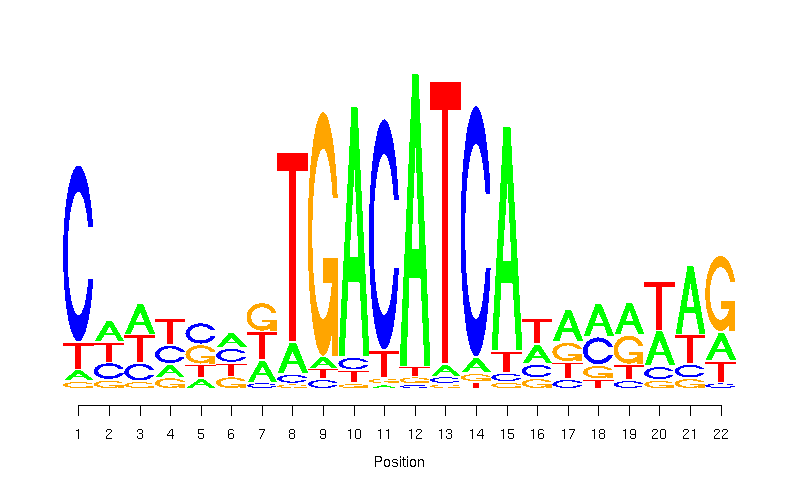 C A A T C A G T G A C A T C A T A A A T A G
T T T C G C T A A C T T A A T A G C G A T A
A C C A T T A C T T G G C G C C T G T C C T
1 2 3 4 5 6 7 8 9 10 11 12 13 14 15 16 17 18 19 20 21 22
Position